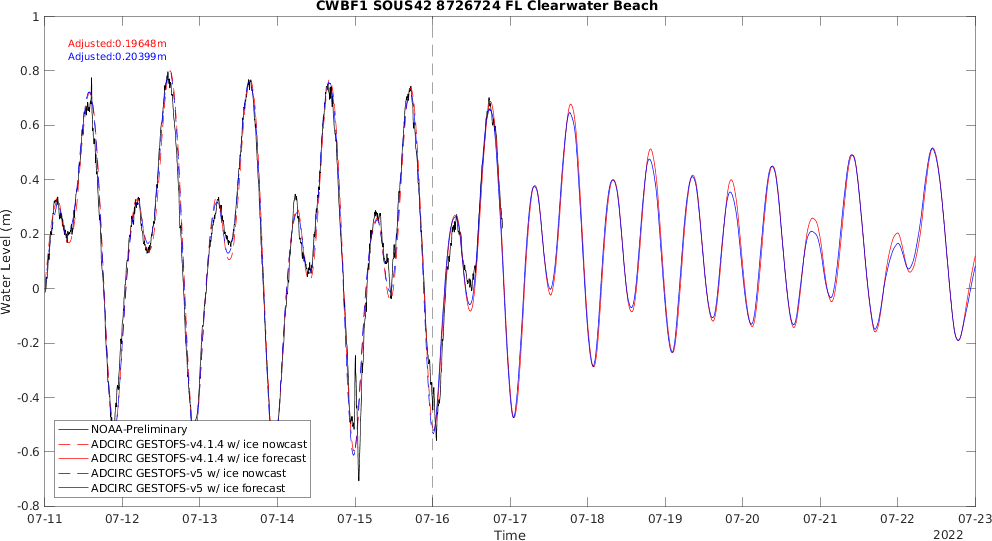 CWBF1 SOUS42 8726724 FL Clearwater Beach
Adjusted:0.19648m
Adjusted:0.20399m
1
0.8
0.6
0.4
0.2
0
-0.2
-0.4
-0.6
-0.8
Water Level (m)
NOAA-Preliminary
ADCIRC GESTOFS-v4.1.4 w/ ice nowcast
ADCIRC GESTOFS-v4.1.4 w/ ice forecast
ADCIRC GESTOFS-v5 w/ ice nowcast
ADCIRC GESTOFS-v5 w/ ice forecast
07-11 07-12 07-13 07-14 07-15 07-16 07-17 07-18 07-19 07-20 07-21 07-22 07-23
Time
2022